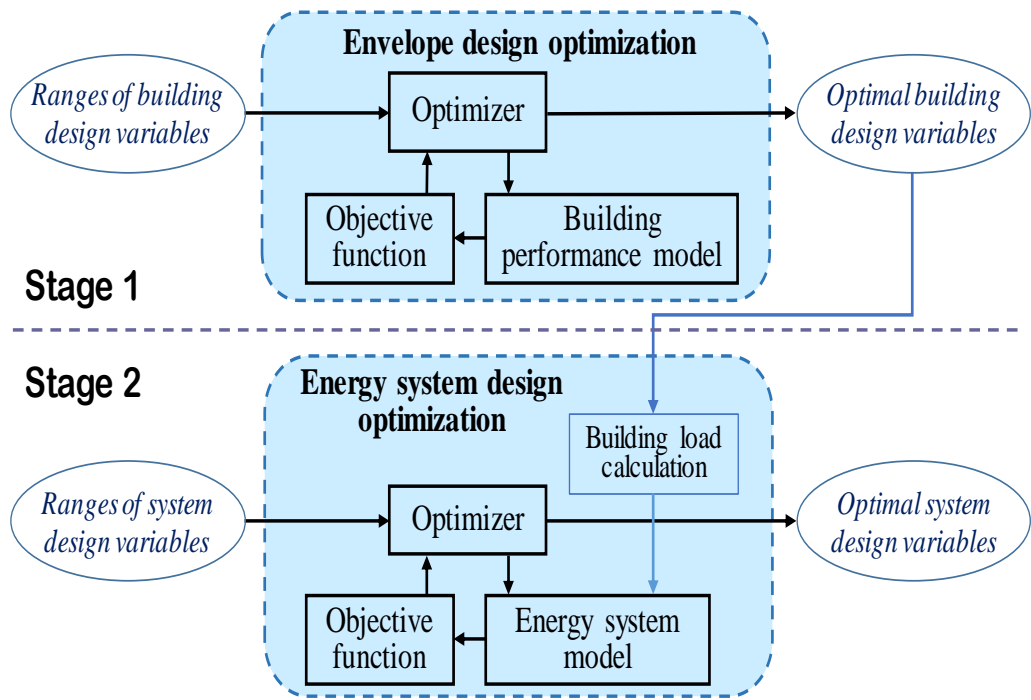 Envelope design optimization
Ranges of building
design variables
Optimizer
Optimal building
design variables
Objective
function
Building
performance model
Stage 1
Stage 2
Energy system design
optimization
Building load
calculation
Ranges of system
design variables
Optimizer
Optimal system
design variables
Objective
function
Energy system
model